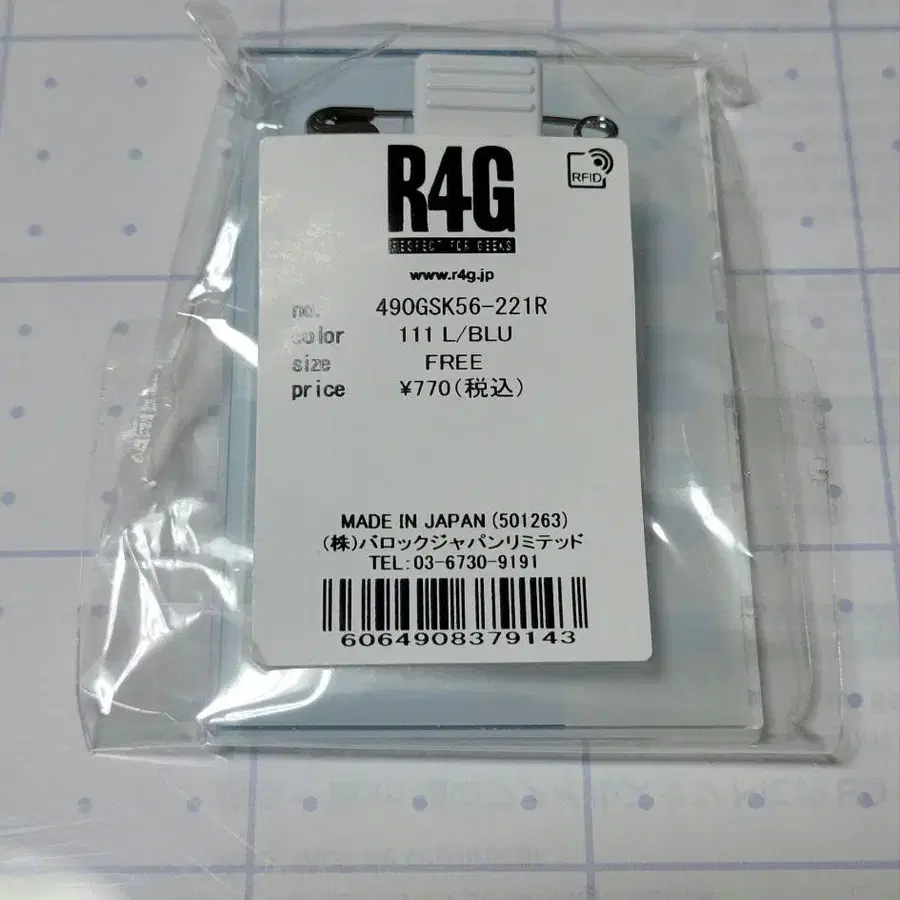 R4G
RESPECT FOR GEEKS
RFID
www.r4g.jp
no. 490GSK56-221R
color 111 L/BLU
size FREE
price ¥770(税込)
MADE IN JAPAN (501263)
(株)バロックジャパンリミテッド
TEL:03-6730-9191
6064908379143